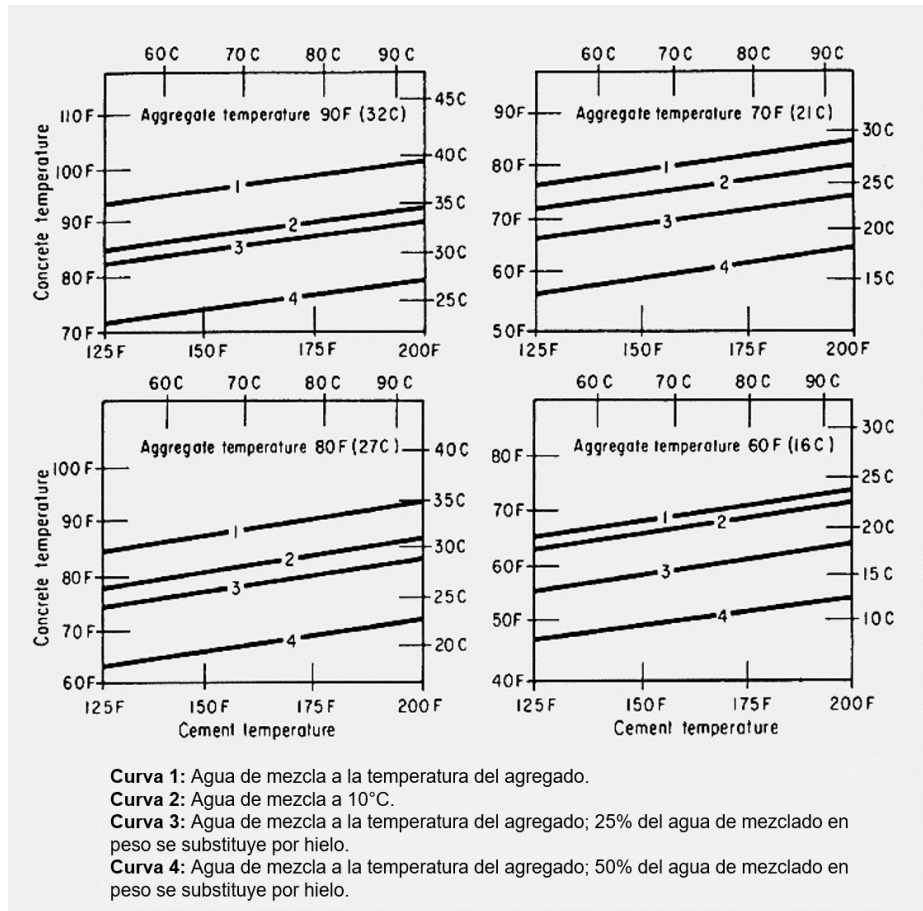 60C 70C 80C 90C
110F
100F
90F
80F
70F
Concrete temperature
Aggregate temperature 90F (32C)
45C
40C
35C
30C
25C
1
2
3
4
125F 150F 175F 200F
60C 70C 80C 90C
90F
80F
70F
60F
50F
Aggregate temperature 70F (21C)
30C
25C
20C
15C
1
2
3
4
125F 150F 175F 200F
60C 70C 80C 90C
100F
90F
80F
70F
60F
Concrete temperature
Aggregate temperature 80F (27C)
40C
35C
30C
25C
20C
1
2
3
4
125F 150F 175F 200F
Cement temperature
60C 70C 80C 90C
80F
70F
60F
50F
40F
Aggregate temperature 60F (16C)
30C
25C
20C
15C
10C
1
2
3
4
125F 150F 175F 200F
Cement temperature
Curva 1: Agua de mezcla a la temperatura del agregado.
Curva 2: Agua de mezcla a 10°C.
Curva 3: Agua de mezcla a la temperatura del agregado; 25% del agua de mezclado en
peso se substituye por hielo.
Curva 4: Agua de mezcla a la temperatura del agregado; 50% del agua de mezclado en
peso se substituye por hielo.